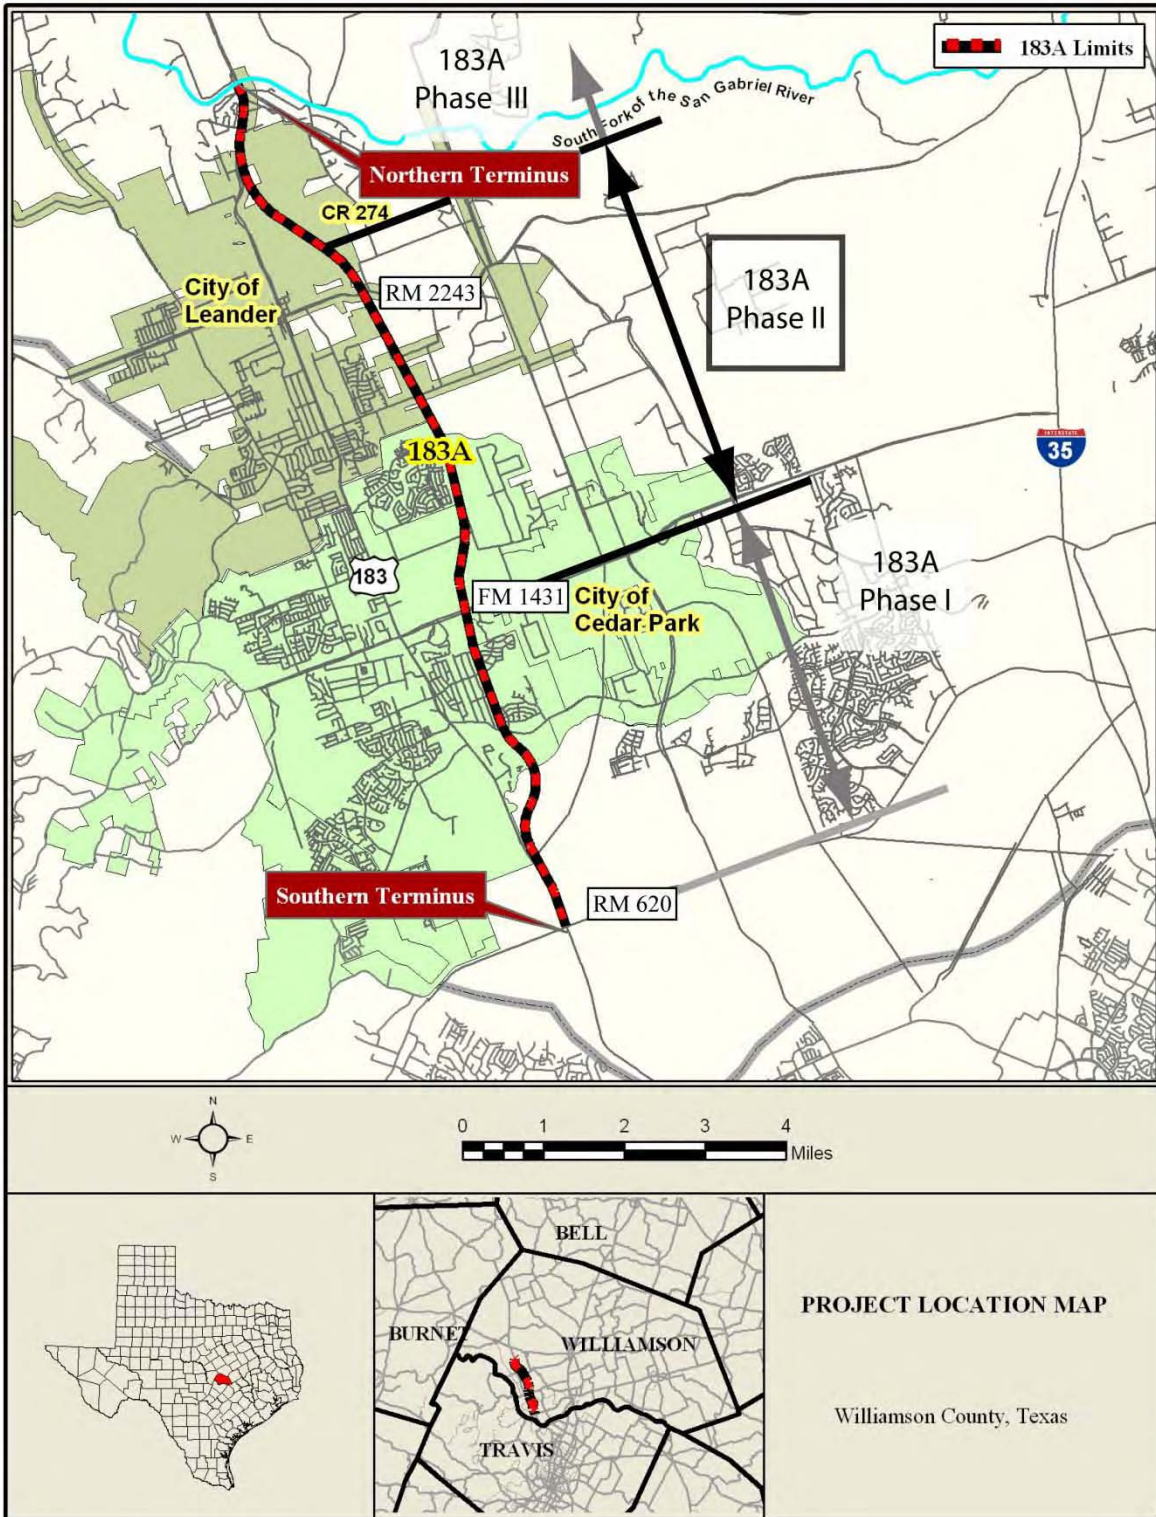 183A Limits
183A
Phase III
South Fork of the San Gabriel River
Northern Terminus
CR 274
RM 2243
City of
Leander
183A
Phase II
183A
INTERSTATE
35
183
FM 1431
City of
Cedar Park
183A
Phase I
Southern Terminus
RM 620
N
W E
S
0 1 2 3 4
Miles
BELL
BURNET
WILLIAMSON
TRAVIS
PROJECT LOCATION MAP
Williamson County, Texas